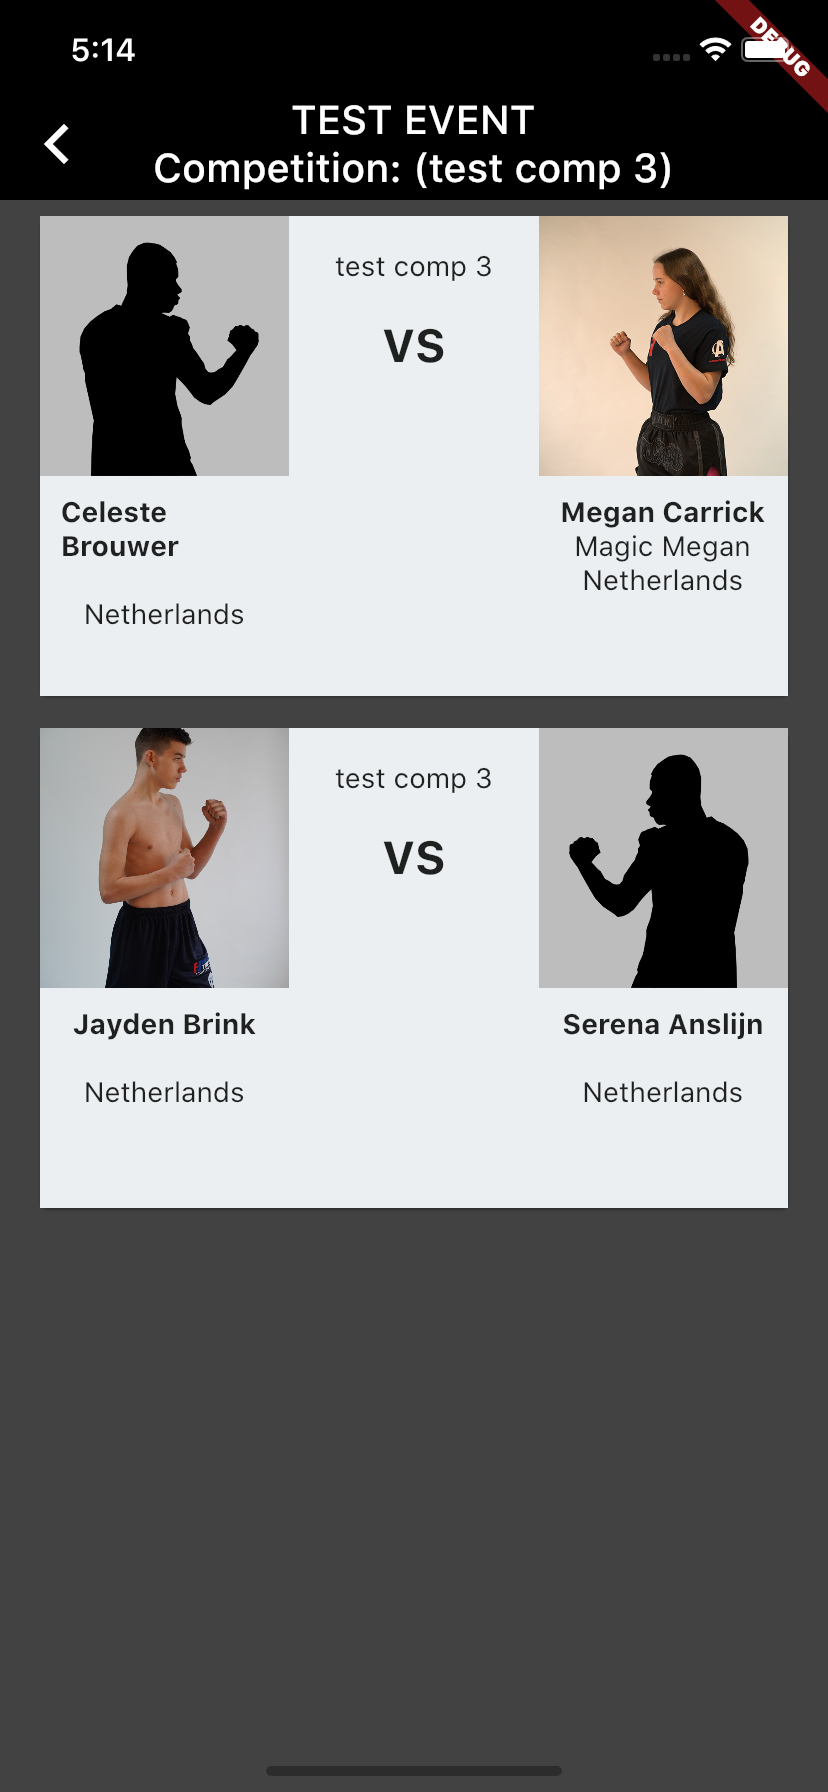 5:14
DEBUG
TEST EVENT
Competition: (test comp 3)
test comp 3
VS
Celeste
Brouwer
Netherlands
Megan Carrick
Magic Megan
Netherlands
test comp 3
VS
Jayden Brink
Netherlands
Serena Anslijn
Netherlands